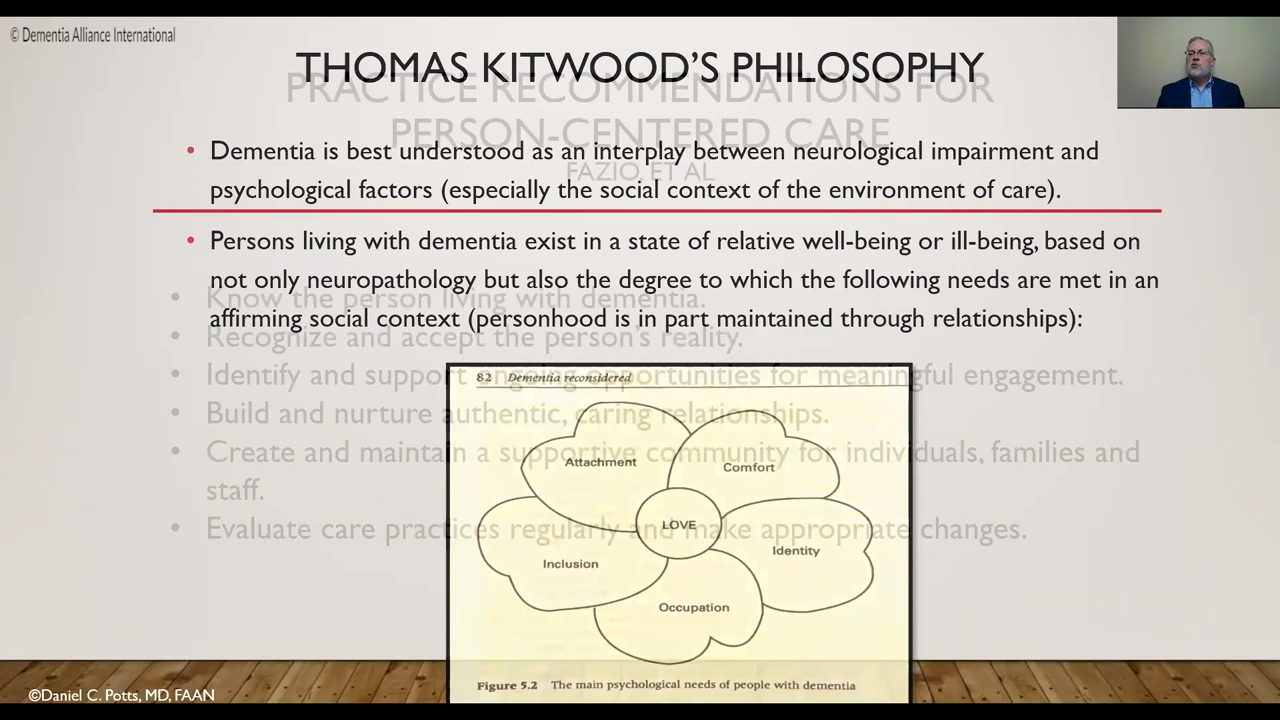 © Dementia Alliance International
THOMAS KITWOOD'S PHILOSOPHY
PRACTICE RECOMMENDATIONS FOR
PERSON-CENTERED CARE
FAZIO, ET AL
• Dementia is best understood as an interplay between neurological impairment and
psychological factors (especially the social context of the environment of care).
• Persons living with dementia exist in a state of relative well-being or ill-being, based on
not only neuropathology but also the degree to which the following needs are met in an
affirming social context (personhood is in part maintained through relationships):
• Know the person living with dementia.
• Recognize and accept the person's reality.
• Identify and support ongoing opportunities for meaningful engagement.
• Build and nurture authentic, caring relationships.
• Create and maintain a supportive community for individuals, families and
staff.
• Evaluate care practices regularly and make appropriate changes.
82 Dementia reconsidered
Attachment
Comfort
LOVE
Inclusion
Identity
Occupation
Figure 5.2 The main psychological needs of people with dementia
©Daniel C. Potts, MD, FAAN